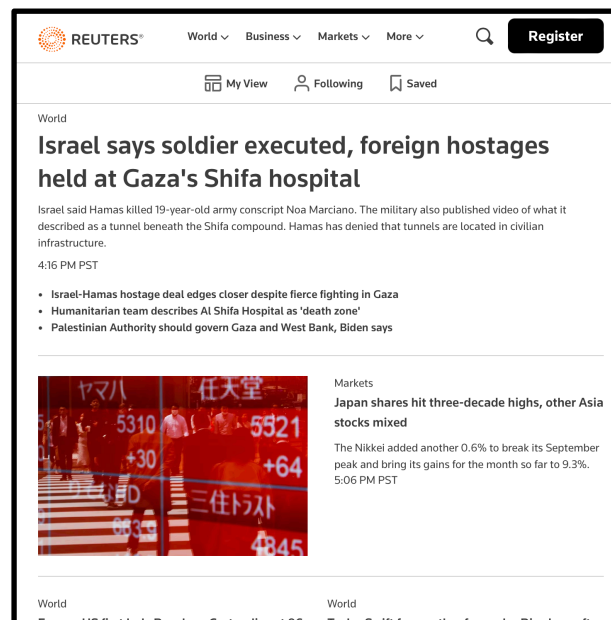 REUTERS®
World
Business
Markets
More
Register
My View
Following
Saved
World
Israel says soldier executed, foreign hostages
held at Gaza's Shifa hospital
Israel said Hamas killed 19-year-old army conscript Noa Marciano. The military also published video of what it
described as a tunnel beneath the Shifa compound. Hamas has denied that tunnels are located in civilian
infrastructure.
4:16 PM PST
• Israel-Hamas hostage deal edges closer despite fierce fighting in Gaza
• Humanitarian team describes Al Shifa Hospital as 'death zone'
• Palestinian Authority should govern Gaza and West Bank, Biden says
ヤマハ
任天堂
5310
5521
+30
+64
三住トラスト
4845
Markets
Japan shares hit three-decade highs, other Asia
stocks mixed
The Nikkei added another 0.6% to break its September
peak and bring its gains for the month so far to 9.3%.
5:06 PM PST
World
World